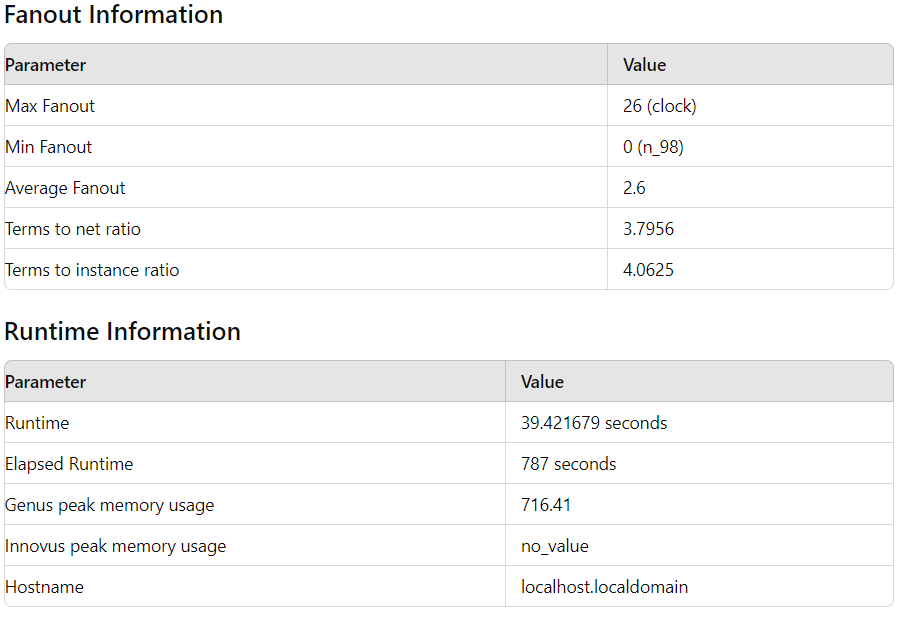 Fanout Information
Parameter Value
Max Fanout 26 (clock)
Min Fanout 0 (n_98)
Average Fanout 2.6
Terms to net ratio 3.7956
Terms to instance ratio 4.0625
Runtime Information
Parameter Value
Runtime 39.421679 seconds
Elapsed Runtime 787 seconds
Genus peak memory usage 716.41
Innovus peak memory usage no_value
Hostname localhost.localdomain